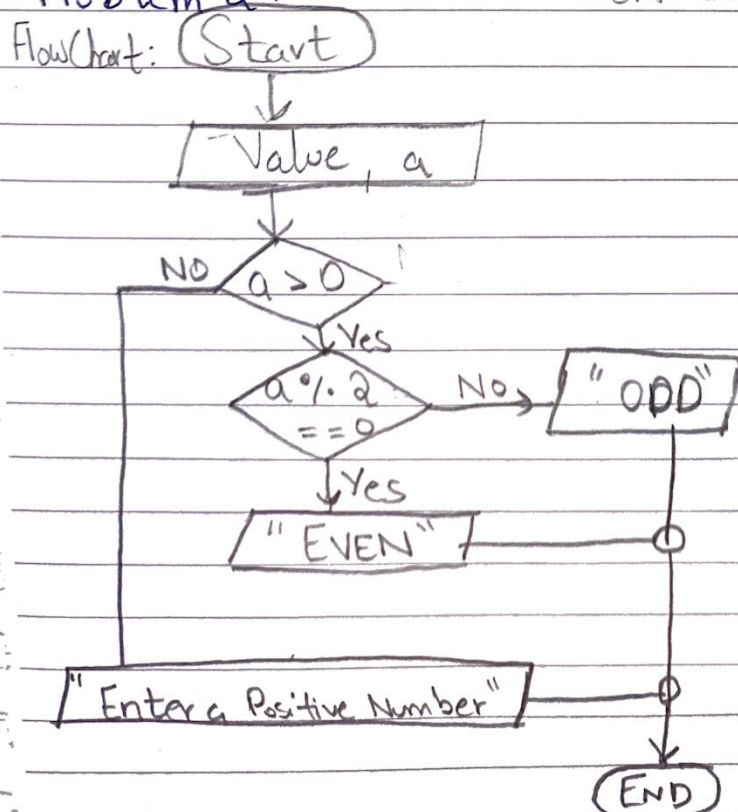 FlowChart: Start
Value, a
NO
a > 0
Yes
a % 2
== 0
No
"ODD"
Yes
"EVEN"
"Enter a Positive Number"
END